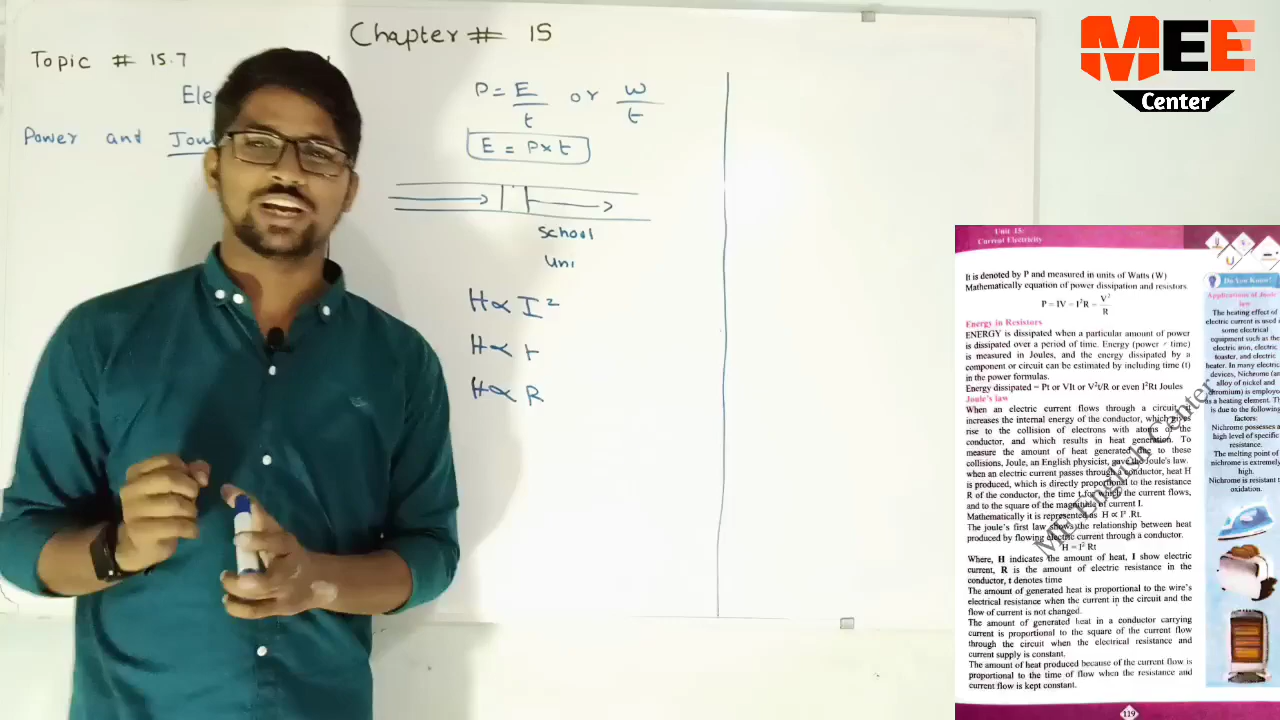 Chapter # 15
Topic # 15.7
Power and Joul
P = E/t or W/t
E = P×t
School
Uni
H ∝ I²
H ∝ t
H ∝ R
MEE
Center
Unit 15:
Current Electricity
It is denoted by P and measured in units of Watts (W)
Mathematically equation of power dissipation and resistors
P = IV = I²R = V²/R
Energy in Resistors
ENERGY is dissipated when a particular amount of power
is dissipated over a period of time. Energy (power × time)
is measured in Joules, and the energy dissipated by a
component or circuit can be estimated by including time (t)
in the power formulas.
Energy dissipated = Pt or VIt or V²t/R or even I²Rt Joules
Joule's law
When an electric current flows through a circuit, it
increases the internal energy of the conductor, which gives
rise to the collision of electrons with atoms of the
conductor, and which results in heat generation. To
measure the amount of heat generated due to these
collisions, Joule, an English physicist, gave the Joule's law.
when an electric current passes through a conductor, heat H
is produced, which is directly proportional to the resistance
R of the conductor, the time t for which the current flows,
and to the square of the magnitude of current I.
Mathematically it is represented as H ∝ I² .Rt.
The joule's first law shows the relationship between heat
produced by flowing electric current through a conductor.
H = I² Rt
Where, H indicates the amount of heat, I show electric
current, R is the amount of electric resistance in the
conductor, t denotes time
The amount of generated heat is proportional to the wire's
electrical resistance when the current in the circuit and the
flow of current is not changed.
The amount of generated heat in a conductor carrying
current is proportional to the square of the current flow
through the circuit when the electrical resistance and
current supply is constant.
The amount of heat produced because of the current flow is
proportional to the time of flow when the resistance and
current flow is kept constant.
Do You Know?
Applications of Joule's
law
The heating effect of
electric current is used
some electrical
equipment such as the
electric iron, electric
toaster, and electric
heater. In many electric
devices, Nichrome (an
alloy of nickel and
chromium) is employed
as a heating element. Th
is due to the following
factors:
Nichrome possesses a
high level of specific
resistance.
The melting point of
nichrome is extremely
high.
Nichrome is resistant t
oxidation.
English Center
119